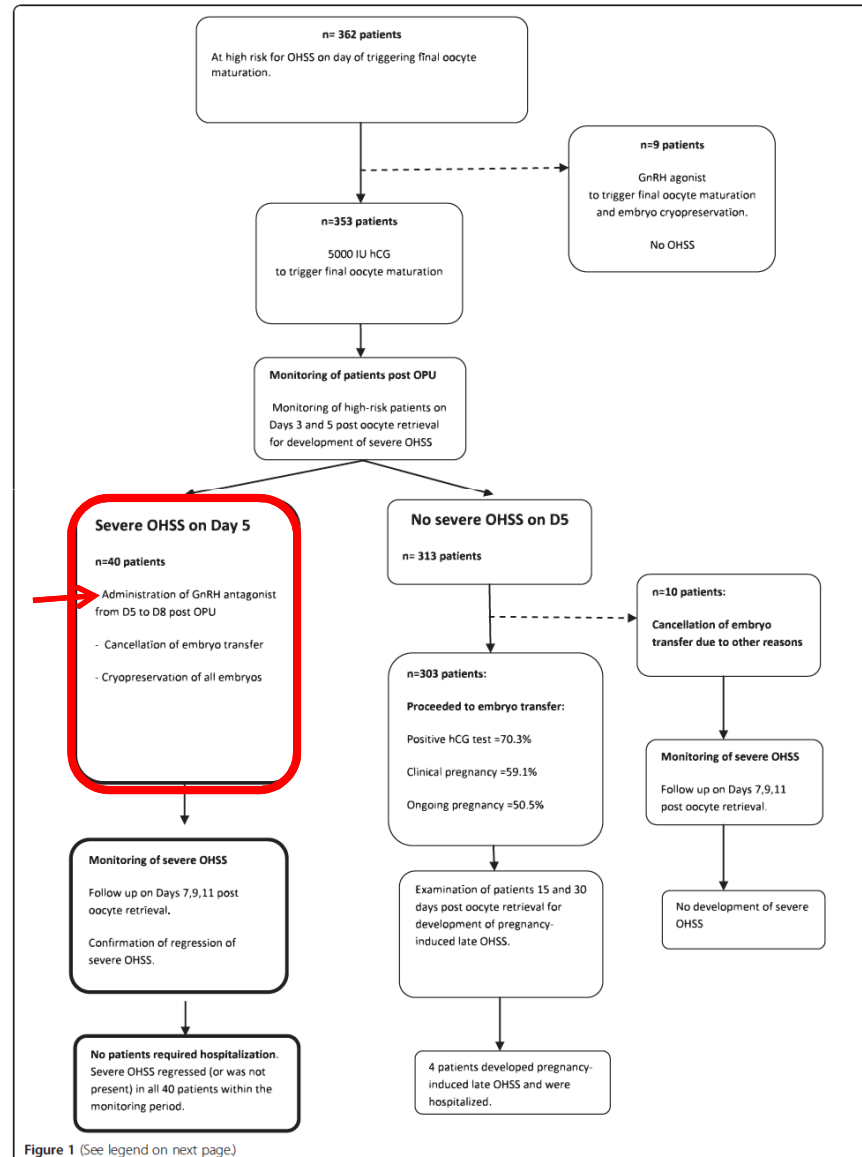 n= 362 patients
At high risk for OHSS on day of triggering final oocyte
maturation.
n=9 patients
GnRH agonist
to trigger final oocyte maturation
and embryo cryopreservation.
No OHSS
n=353 patients
5000 IU hCG
to trigger final oocyte maturation
Monitoring of patients post OPU
Monitoring of high-risk patients on
Days 3 and 5 post oocyte retrieval
for development of severe OHSS
Severe OHSS on Day 5
n=40 patients
- Administration of GnRH antagonist
from D5 to D8 post OPU
- Cancellation of embryo transfer
- Cryopreservation of all embryos
No severe OHSS on D5
n= 313 patients
n=10 patients:
Cancellation of embryo
transfer due to other reasons
n=303 patients:
Proceeded to embryo transfer:
Positive hCG test =70.3%
Clinical pregnancy =59.1%
Ongoing pregnancy =50.5%
Monitoring of severe OHSS
Follow up on Days 7,9,11
post oocyte retrieval.
Monitoring of severe OHSS
Follow up on Days 7,9,11 post
oocyte retrieval.
Confirmation of regression of
severe OHSS.
Examination of patients 15 and 30
days post oocyte retrieval for
development of pregnancy-
induced late OHSS.
No development of severe
OHSS
No patients required hospitalization.
Severe OHSS regressed (or was not
present) in all 40 patients within the
monitoring period.
4 patients developed pregnancy-
induced late OHSS and were
hospitalized.
Figure 1 (See legend on next page.)